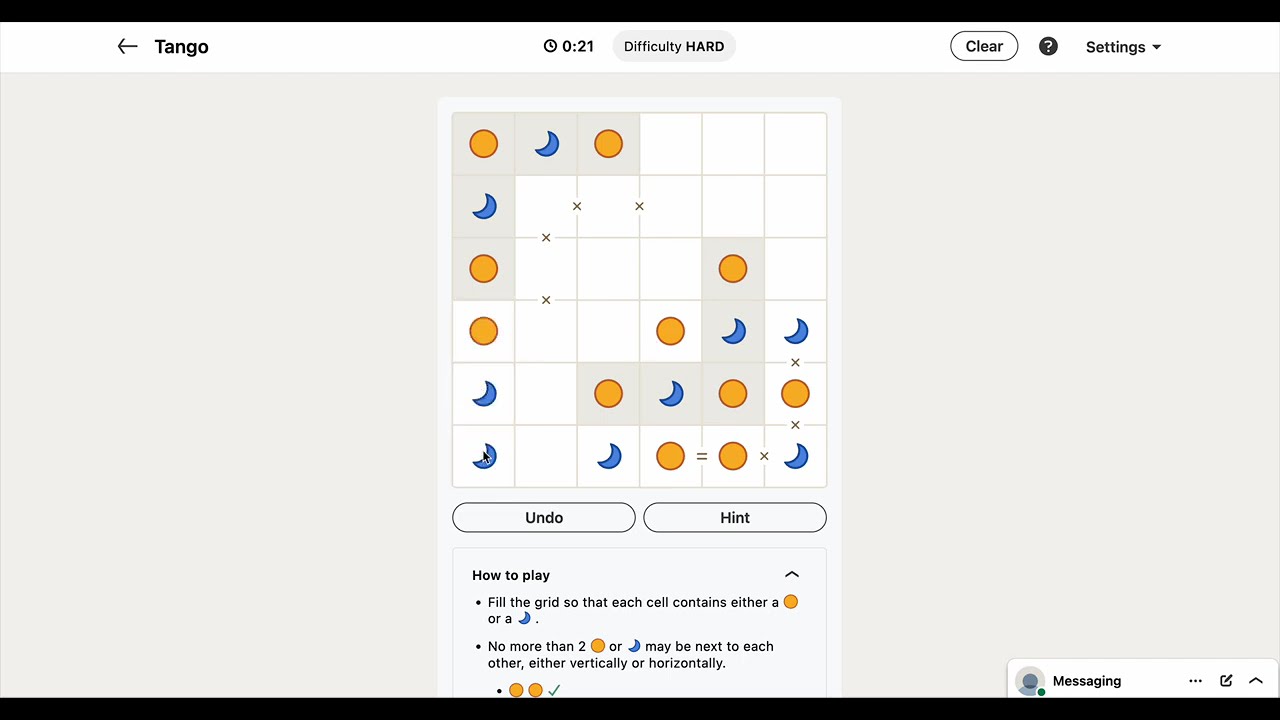 Tango
0:21
Difficulty HARD
Clear
?
Settings
× ×
×
×
×
×
= ×
Undo
Hint
How to play
• Fill the grid so that each cell contains either a
or a .
• No more than 2 or may be next to each
other, either vertically or horizontally.
Messaging